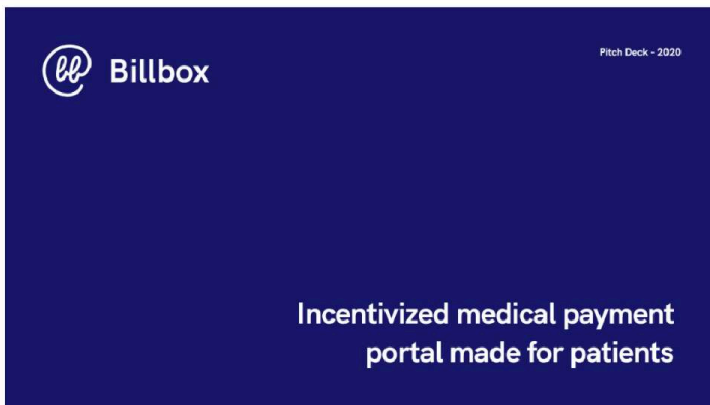 Billbox
Pitch Deck - 2020
Incentivized medical payment
portal made for patients